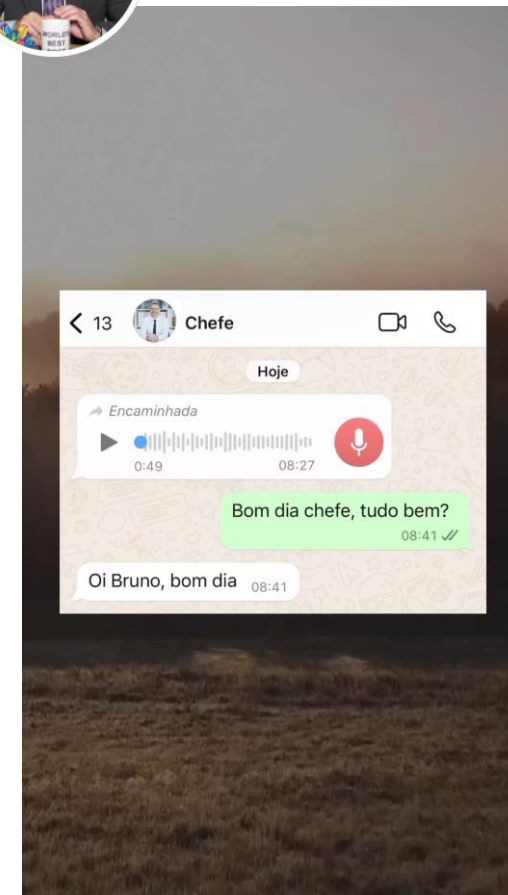 WORLD'S
BEST
13
Chefe
Hoje
Encaminhada
0:49
08:27
Bom dia chefe, tudo bem?
08:41
Oi Bruno, bom dia
08:41